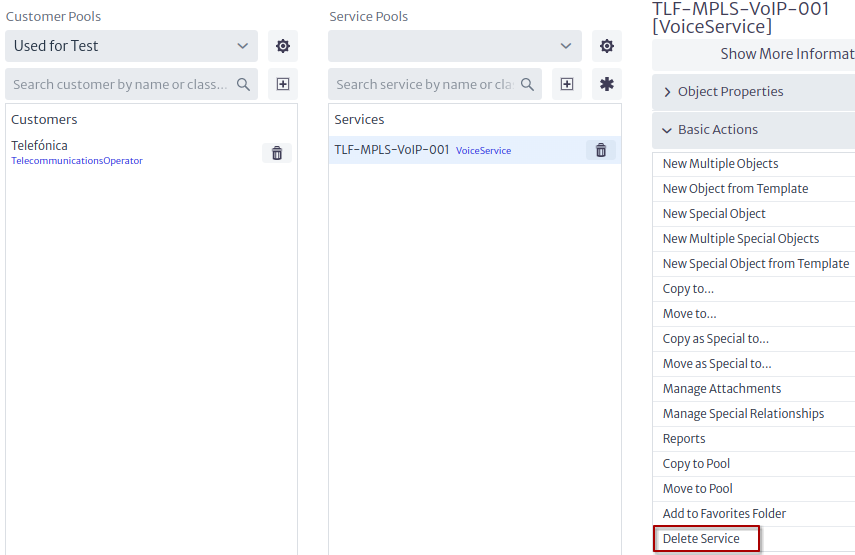 Customer Pools
Used for Test
Search customer by name or class...
Customers
Telefónica
TelecommunicationsOperator
Service Pools
Search service by name or cla
Services
TLF-MPLS-VoIP-001 VoiceService
TLF-MPLS-VoIP-001
[VoiceService]
Show More Informat
Object Properties
Basic Actions
New Multiple Objects
New Object from Template
New Special Object
New Multiple Special Objects
New Special Object from Template
Copy to...
Move to...
Copy as Special to...
Move as Special to...
Manage Attachments
Manage Special Relationships
Reports
Copy to Pool
Move to Pool
Add to Favorites Folder
Delete Service